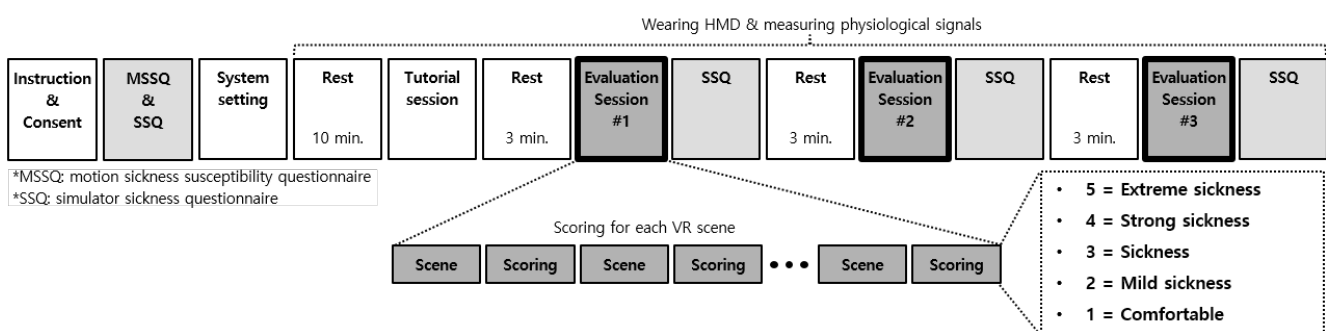 Wearing HMD & measuring physiological signals
Instruction
&
Consent
MSSQ
&
SSQ
System
setting
Rest
10 min.
Tutorial
session
Rest
3 min.
Evaluation
Session
#1
SSQ
Rest
3 min.
Evaluation
Session
#2
SSQ
Rest
3 min.
Evaluation
Session
#3
SSQ
*MSSQ: motion sickness susceptibility questionnaire
*SSQ: simulator sickness questionnaire
Scoring for each VR scene
Scene
Scoring
Scene
Scoring
•••
Scene
Scoring
• 5 = Extreme sickness
• 4 = Strong sickness
• 3 = Sickness
• 2 = Mild sickness
• 1 = Comfortable